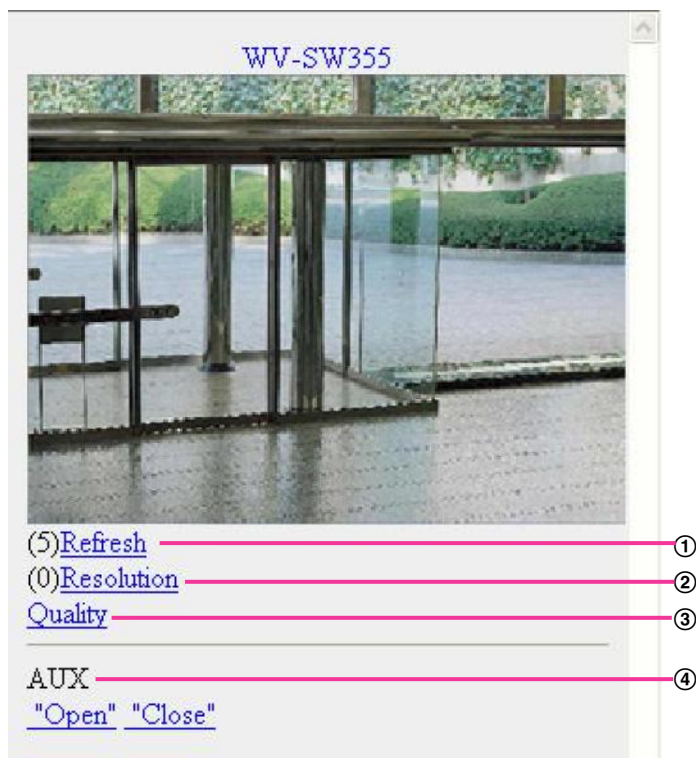 WV-SW355
(5)Refresh ①
(0)Resolution ②
Quality ③
AUX ④
"Open" "Close"